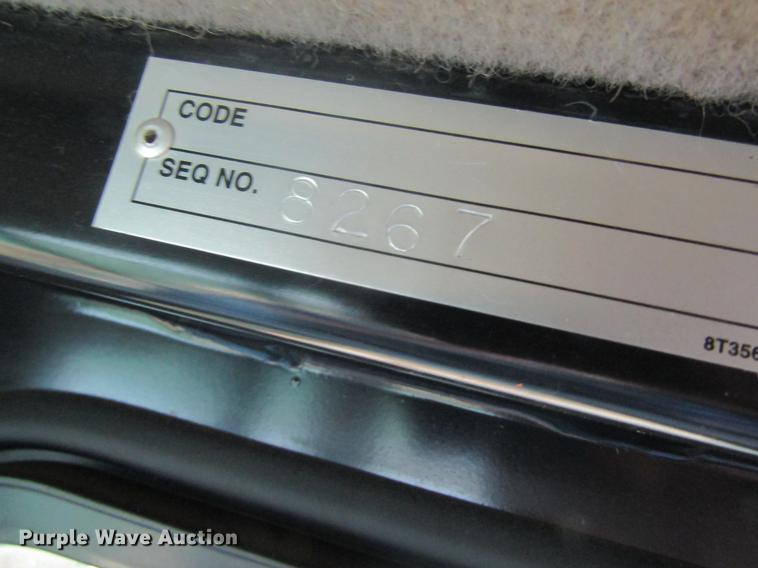 CODE
SEQ NO. 8267
8T356
Purple Wave Auction